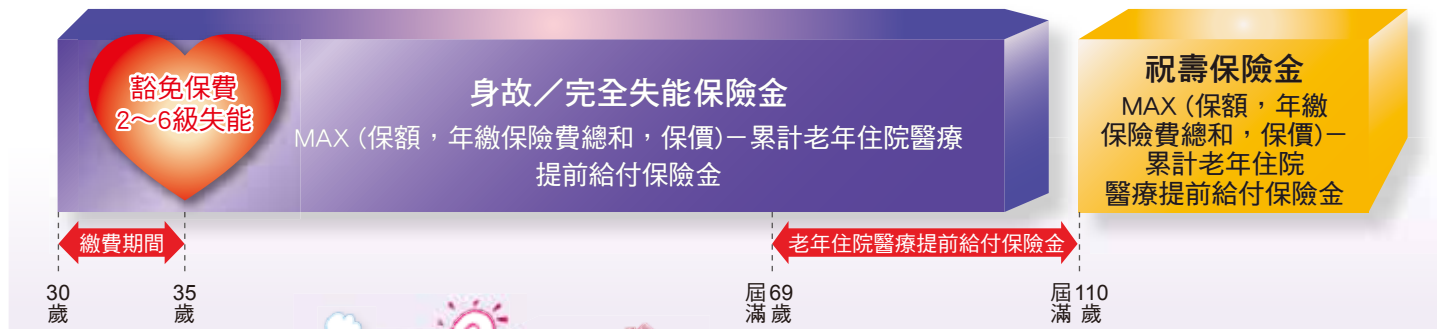 豁免保費
2～6級失能
身故／完全失能保險金
MAX (保額，年繳保險費總和，保價)－累計老年住院醫療
提前給付保險金
祝壽保險金
MAX (保額，年繳
保險費總和，保價)－
累計老年住院
醫療提前給付保險金
繳費期間
老年住院醫療提前給付保險金
30
歲
35
歲
屆滿69歲
屆滿110歲